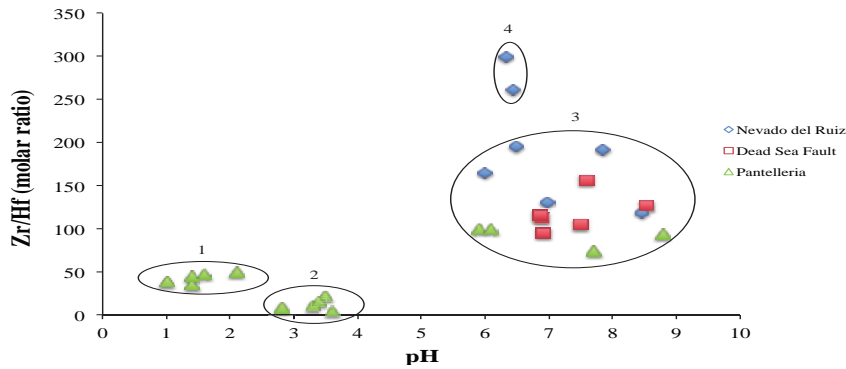 350
4
300
250
3
200
150
100
1
50
2
0
0 1 2 3 4 5 6 7 8 9 10
pH
Zr/Hf (molar ratio)
Nevado del Ruiz
Dead Sea Fault
Pantelleria